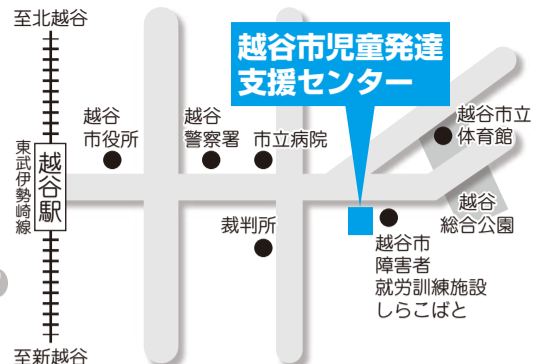 至北越谷
越谷市児童発達
支援センター
越谷
市役所
越谷
警察署
市立病院
越谷市立
体育館
東武伊勢崎線
越谷駅
裁判所
越谷
総合公園
越谷市
障害者
就労訓練施設
しらこばと
至新越谷